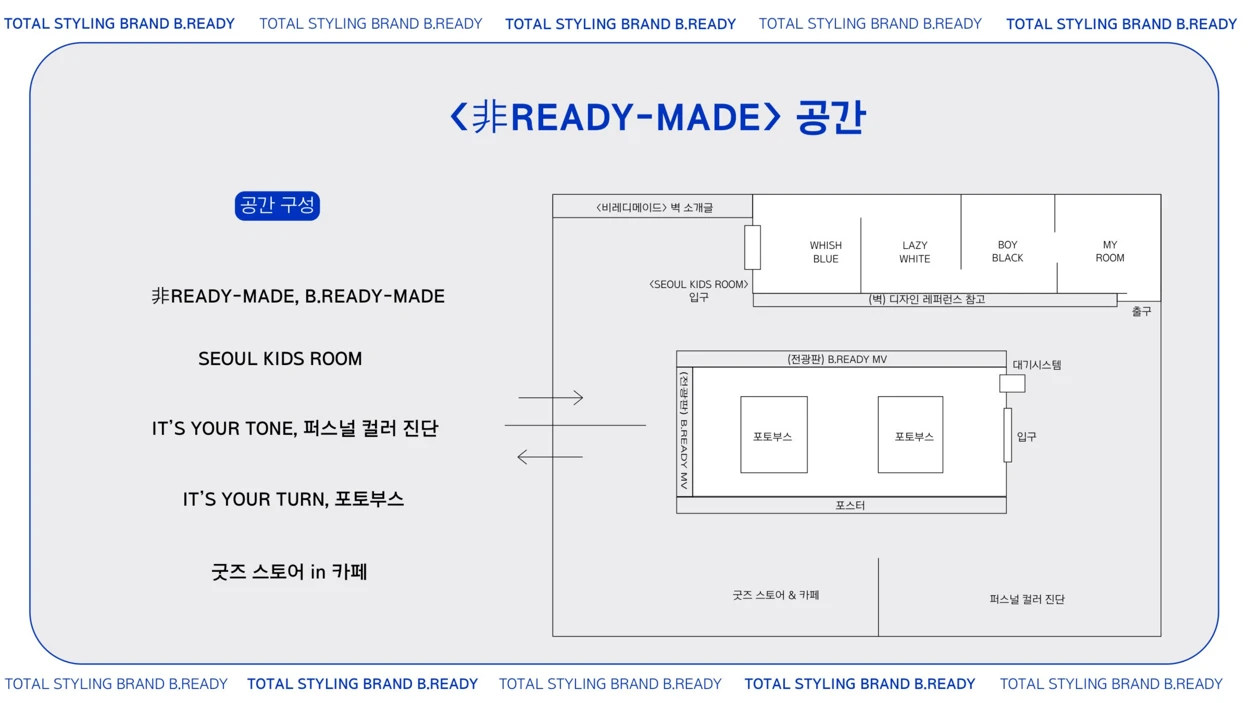 TOTAL STYLING BRAND B.READY TOTAL STYLING BRAND B.READY TOTAL STYLING BRAND B.READY TOTAL STYLING BRAND B.READY TOTAL STYLING BRAND B.READY
<非READY-MADE> 공간
공간 구성
非READY-MADE, B.READY-MADE
SEOUL KIDS ROOM
IT'S YOUR TONE, 퍼스널 컬러 진단
IT'S YOUR TURN, 포토부스
굿즈 스토어 in 카페
<비레디메이드> 벽 소개글
WHISH
BLUE
LAZY
WHITE
BOY
BLACK
MY
ROOM
<SEOUL KIDS ROOM>
입구
(벽) 디자인 레퍼런스 참고
출구
(전광판) B.READY MV
대기시스템
(전광판) B.READY MV
포토부스
포토부스
입구
포스터
굿즈 스토어 & 카페
퍼스널 컬러 진단
TOTAL STYLING BRAND B.READY TOTAL STYLING BRAND B.READY TOTAL STYLING BRAND B.READY TOTAL STYLING BRAND B.READY TOTAL STYLING BRAND B.READY